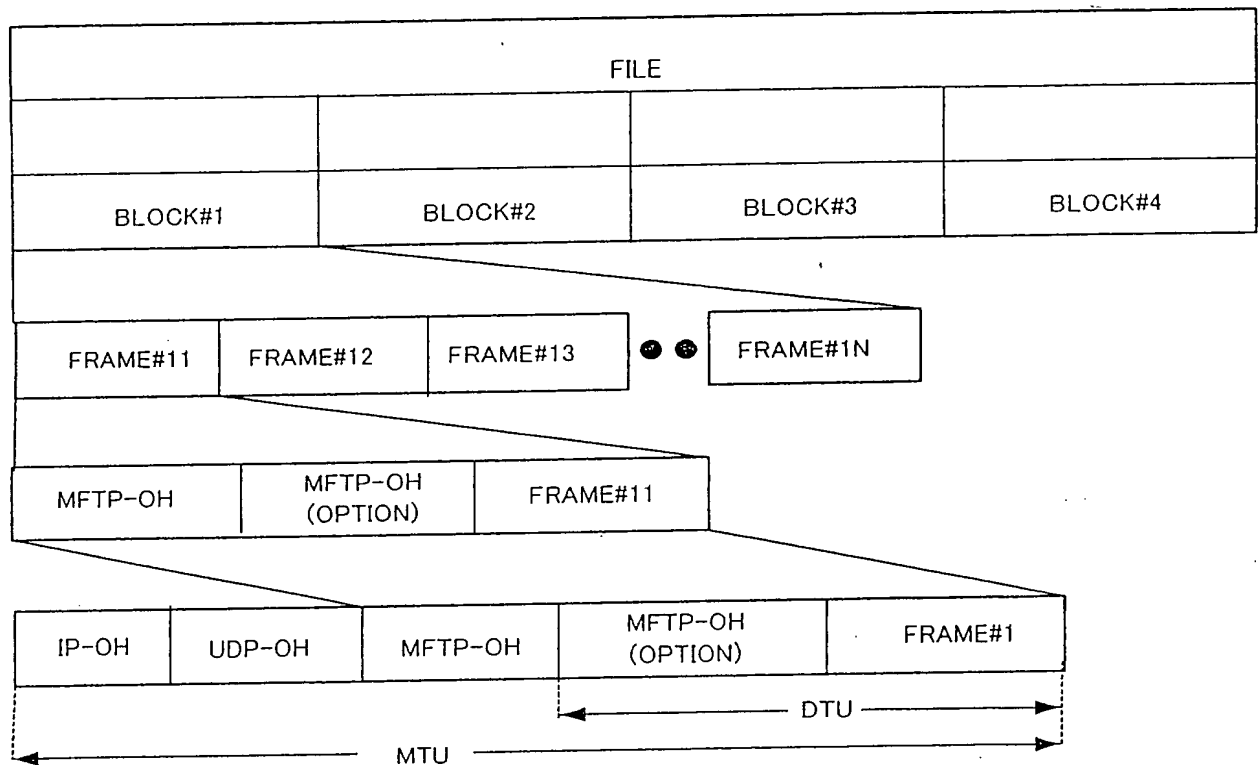 FILE
BLOCK#1 BLOCK#2 BLOCK#3 BLOCK#4
FRAME#11 FRAME#12 FRAME#13 FRAME#1N
MFTP-OH MFTP-OH (OPTION) FRAME#11
IP-OH UDP-OH MFTP-OH MFTP-OH (OPTION) FRAME#1
DTU
MTU